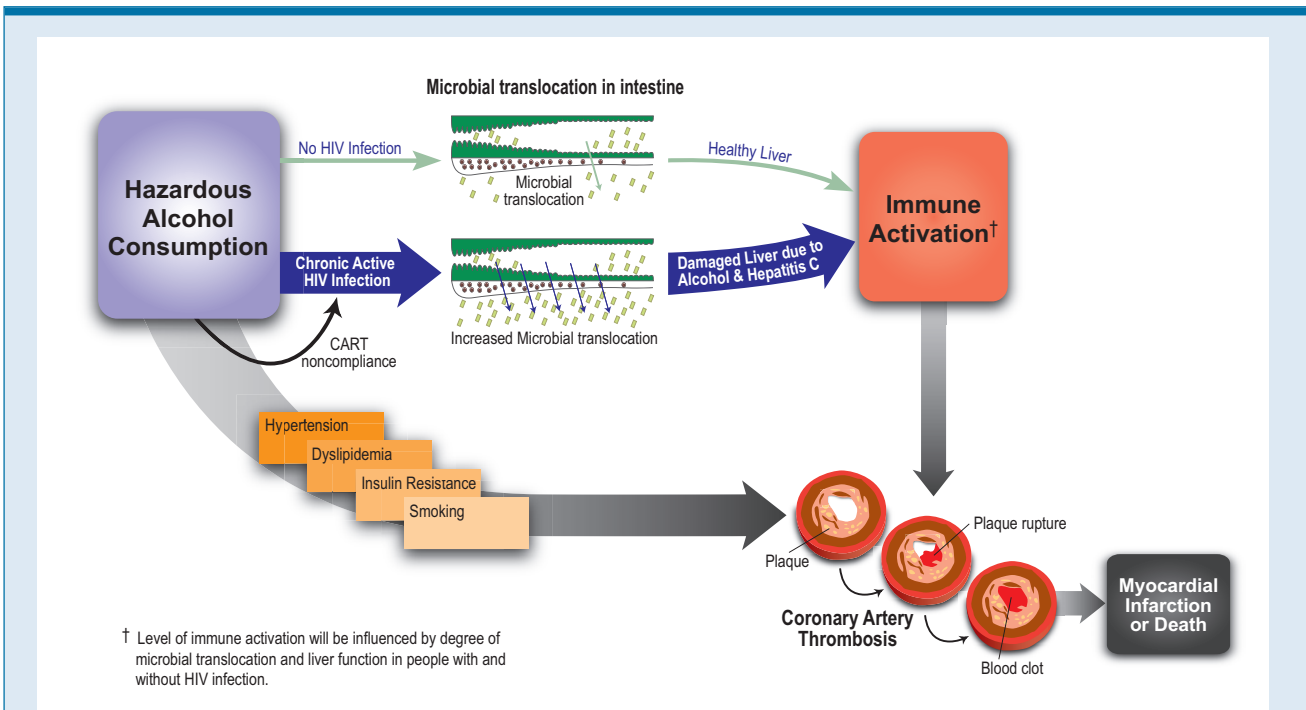 Microbial translocation in intestine
Hazardous
Alcohol
Consumption
No HIV Infection
Microbial
translocation
Healthy Liver
Immune
Activation†
Chronic Active
HIV Infection
Increased Microbial translocation
Damaged Liver due to
Alcohol & Hepatitis C
CART
noncompliance
Hypertension
Dyslipidemia
Insulin Resistance
Smoking
Plaque
Plaque rupture
Coronary Artery
Thrombosis
Blood clot
Myocardial
Infarction
or Death
† Level of immune activation will be influenced by degree of
microbial translocation and liver function in people with and
without HIV infection.